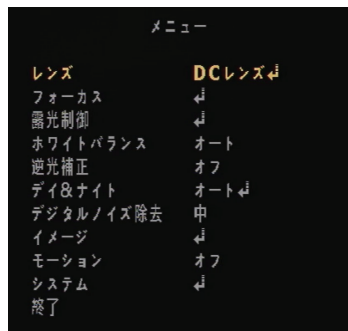 メニュー
レンズ DCレンズ↲
フォーカス ↲
露光制御 ↲
ホワイトバランス オート
逆光補正 オフ
デイ&ナイト オート↲
デジタルノイズ除去 中
イメージ ↲
モーション オフ
システム ↲
終了